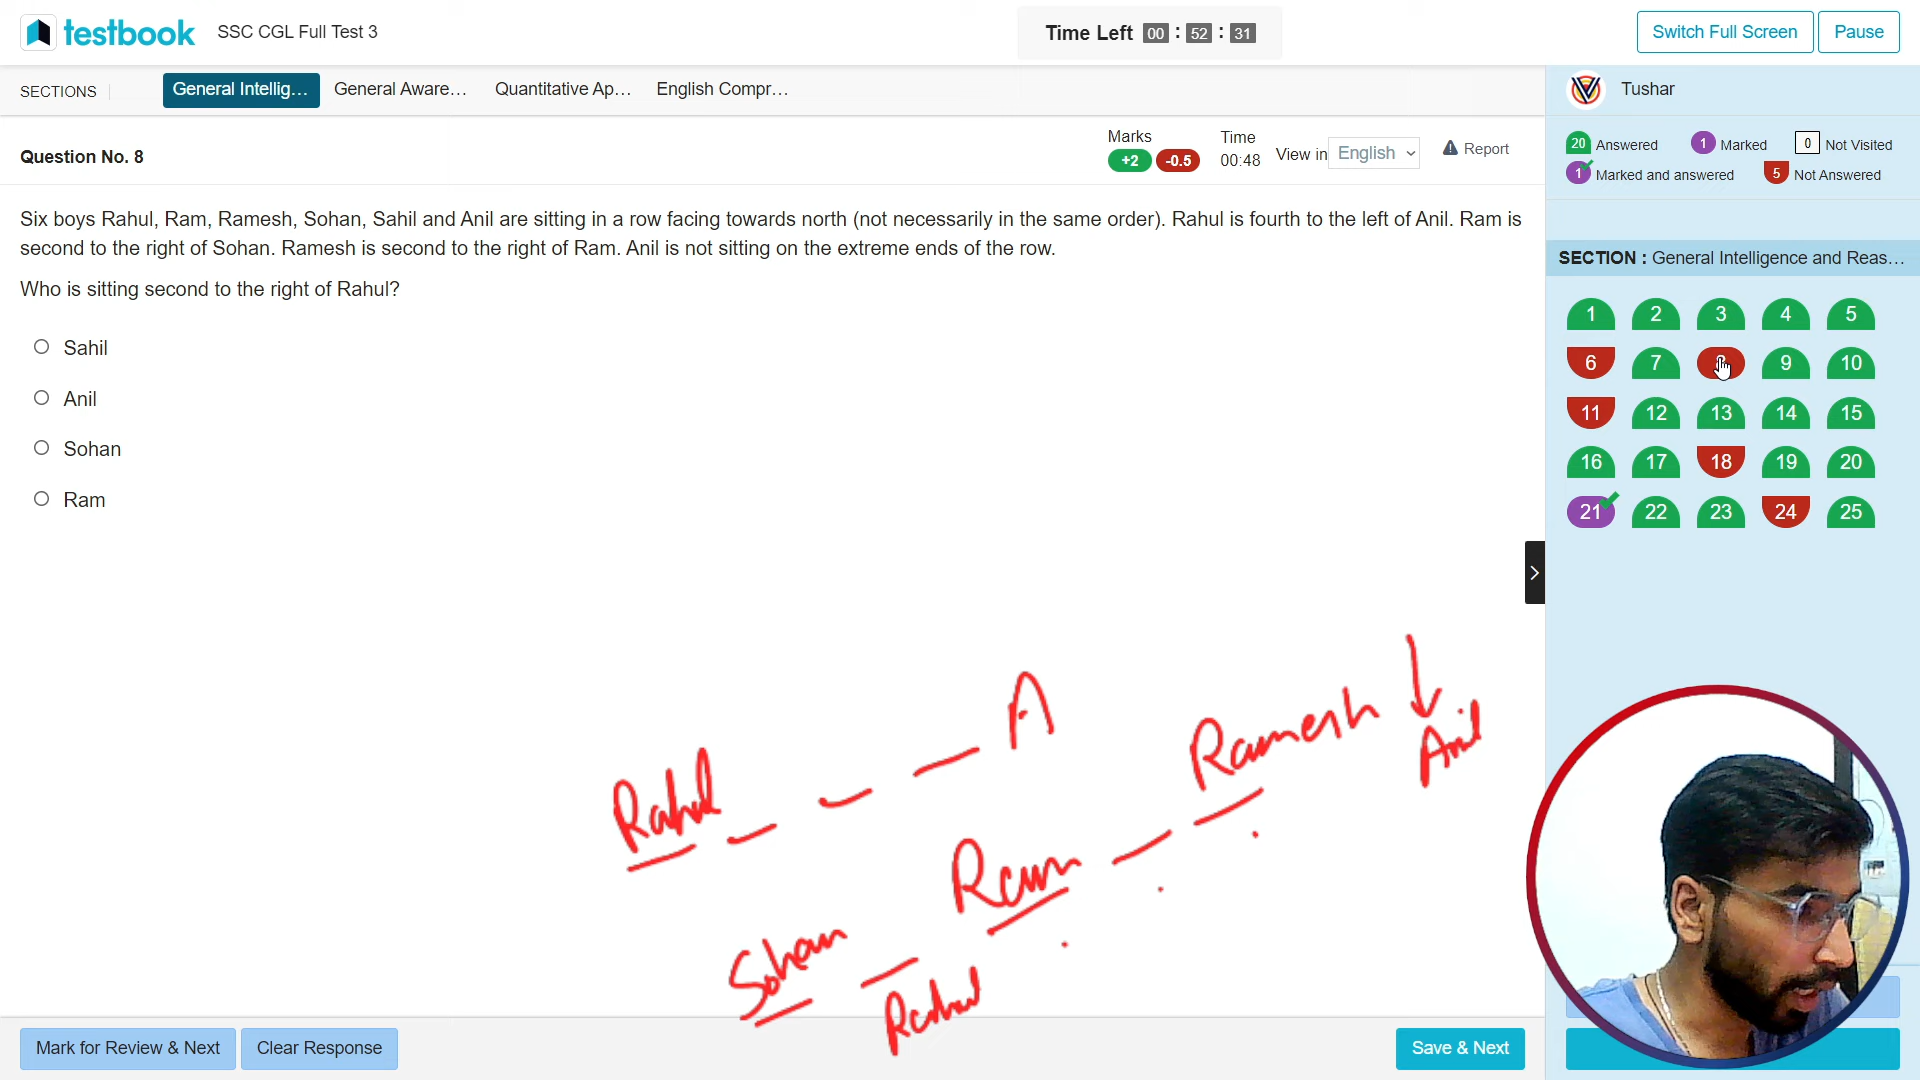 testbook SSC CGL Full Test 3
Time Left 00 : 52 : 31
Switch Full Screen Pause
SECTIONS General Intellig... General Aware... Quantitative Ap... English Compr...
Tushar
Question No. 8
Marks
+2 -0.5
Time
00:48
View in English
Report
20 Answered 1 Marked 0 Not Visited
1 Marked and answered 5 Not Answered
Six boys Rahul, Ram, Ramesh, Sohan, Sahil and Anil are sitting in a row facing towards north (not necessarily in the same order). Rahul is fourth to the left of Anil. Ram is
second to the right of Sohan. Ramesh is second to the right of Ram. Anil is not sitting on the extreme ends of the row.
Who is sitting second to the right of Rahul?
Sahil
Anil
Sohan
Ram
SECTION : General Intelligence and Reas...
1 2 3 4 5
6 7 8 9 10
11 12 13 14 15
16 17 18 19 20
21 22 23 24 25
Rahul A
Sohan Ram Ramesh Anil
Rahul
Mark for Review & Next Clear Response Save & Next